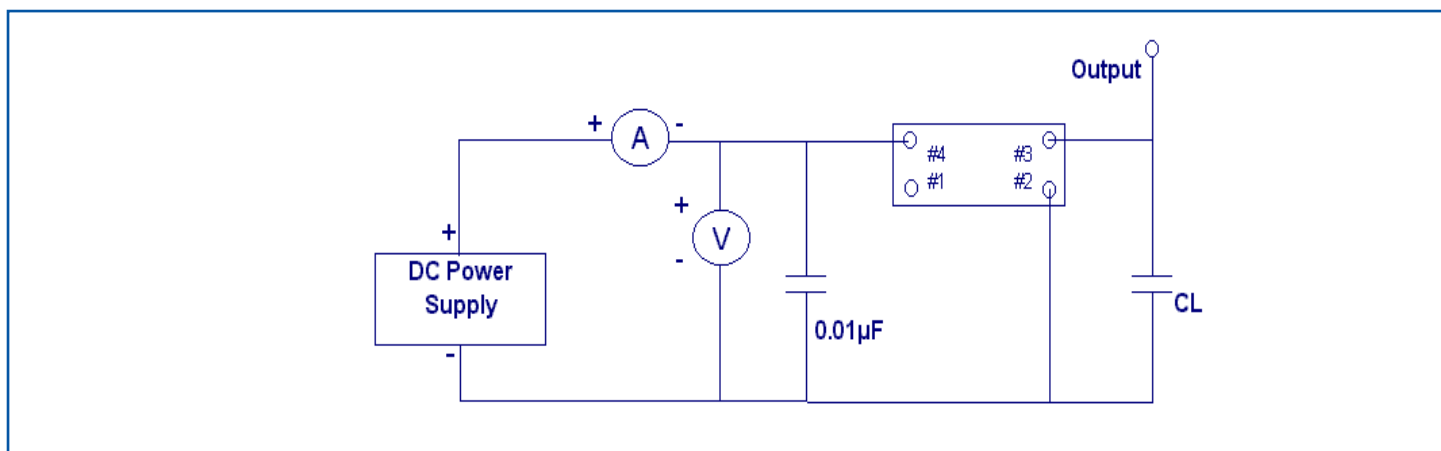 Output
+ A -
#4 #3
#1 #2
+
+ V
-
DC Power
Supply
-
CL
0.01µF